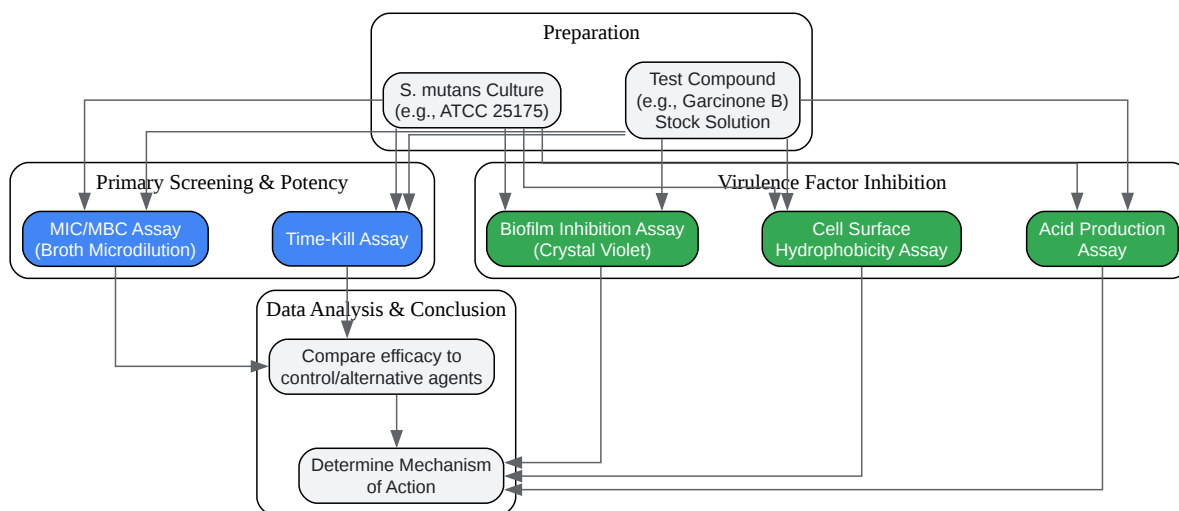 Preparation
S. mutans Culture
(e.g., ATCC 25175)
Test Compound
(e.g., Garcinone B)
Stock Solution
Primary Screening & Potency
MIC/MBC Assay
(Broth Microdilution)
Time-Kill Assay
Virulence Factor Inhibition
Biofilm Inhibition Assay
(Crystal Violet)
Cell Surface
Hydrophobicity Assay
Acid Production
Assay
Data Analysis & Conclusion
Compare efficacy to
control/alternative agents
Determine Mechanism
of Action